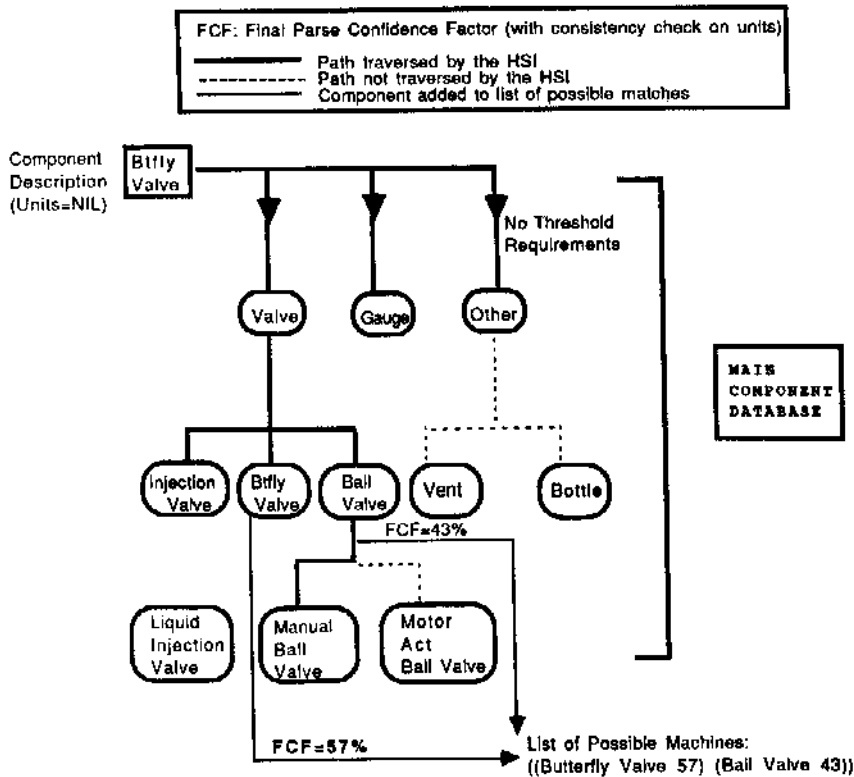 FCF: Final Parse Confidence Factor (with consistency check on units)
Path traversed by the HSI
Path not traversed by the HSI
Component added to list of possible matches
Component
Description
(Units=NIL)
Btfly
Valve
No Threshold
Requirements
Valve
Gauge
Other
MAIN
COMPONENT
DATABASE
Injection
Valve
Btfly
Valve
Ball
Valve
Vent
Bottle
FCF=43%
Liquid
Injection
Valve
Manual
Ball
Valve
Motor
Act
Ball Valve
FCF=57%
List of Possible Machines:
((Butterfly Valve 57) (Ball Valve 43))